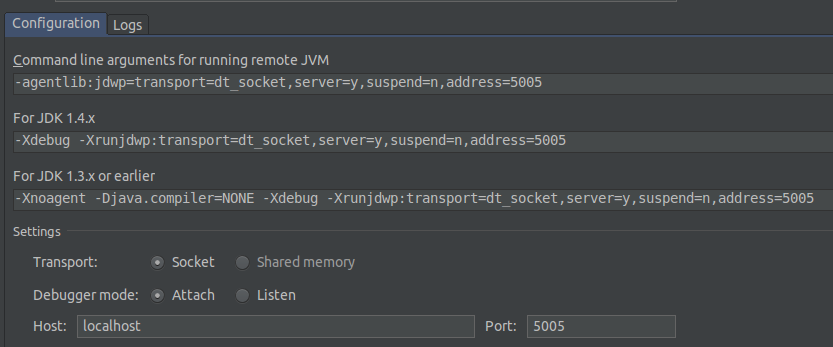 Configuration Logs
Command line arguments for running remote JVM
-agentlib:jdwp=transport=dt_socket,server=y,suspend=n,address=5005
For JDK 1.4.x
-Xdebug -Xrunjdwp:transport=dt_socket,server=y,suspend=n,address=5005
For JDK 1.3.x or earlier
-Xnoagent -Djava.compiler=NONE -Xdebug -Xrunjdwp:transport=dt_socket,server=y,suspend=n,address=5005
Settings
Transport: Socket Shared memory
Debugger mode: Attach Listen
Host: localhost Port: 5005